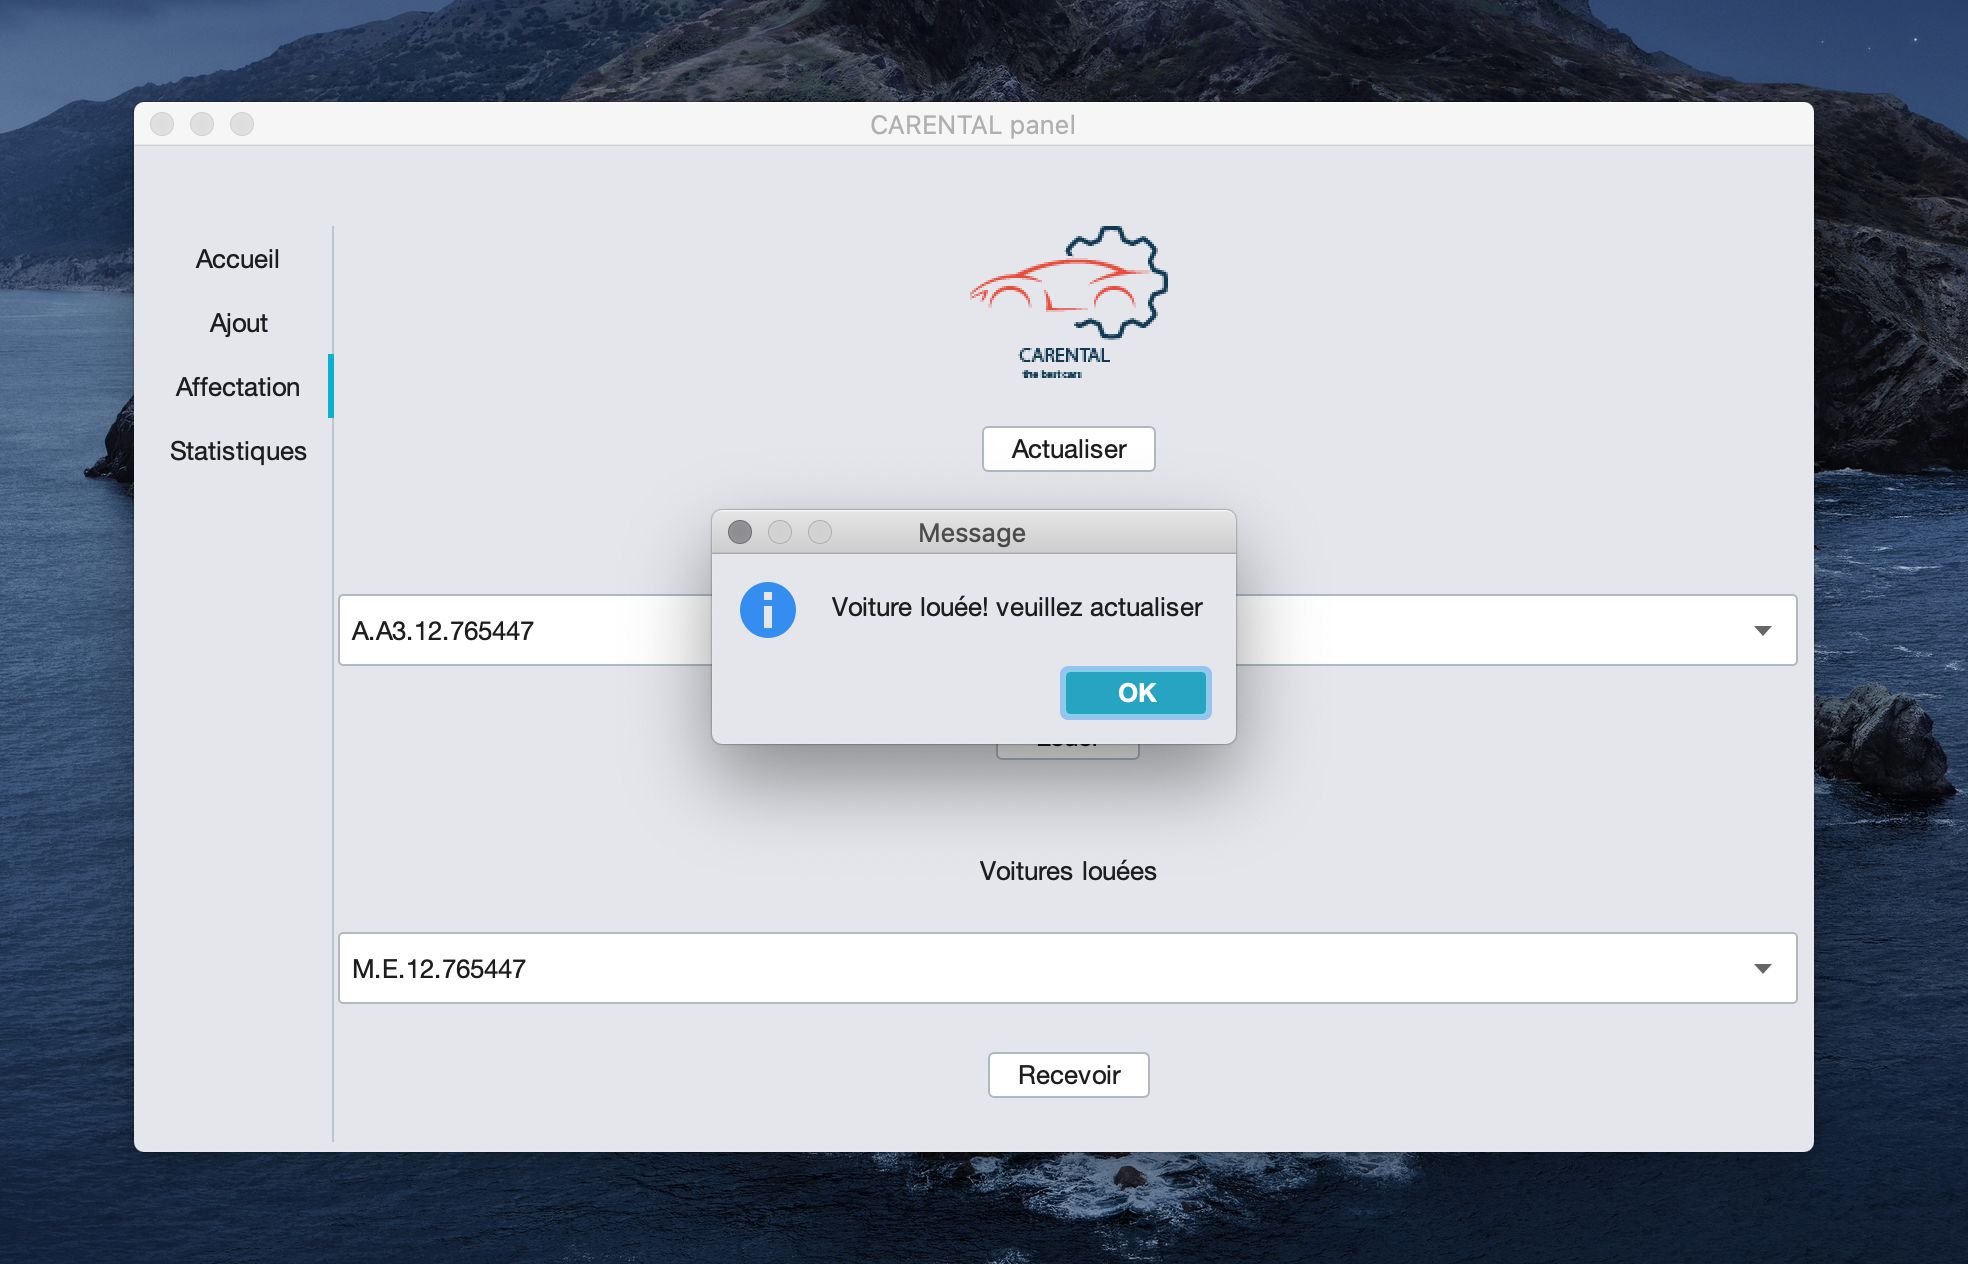 CARENTAL panel
Accueil
Ajout
Affectation
Statistiques
CARENTAL
the best cars
Actualiser
Message
Voiture louée! veuillez actualiser
OK
A.A3.12.765447
Voitures louées
M.E.12.765447
Recevoir